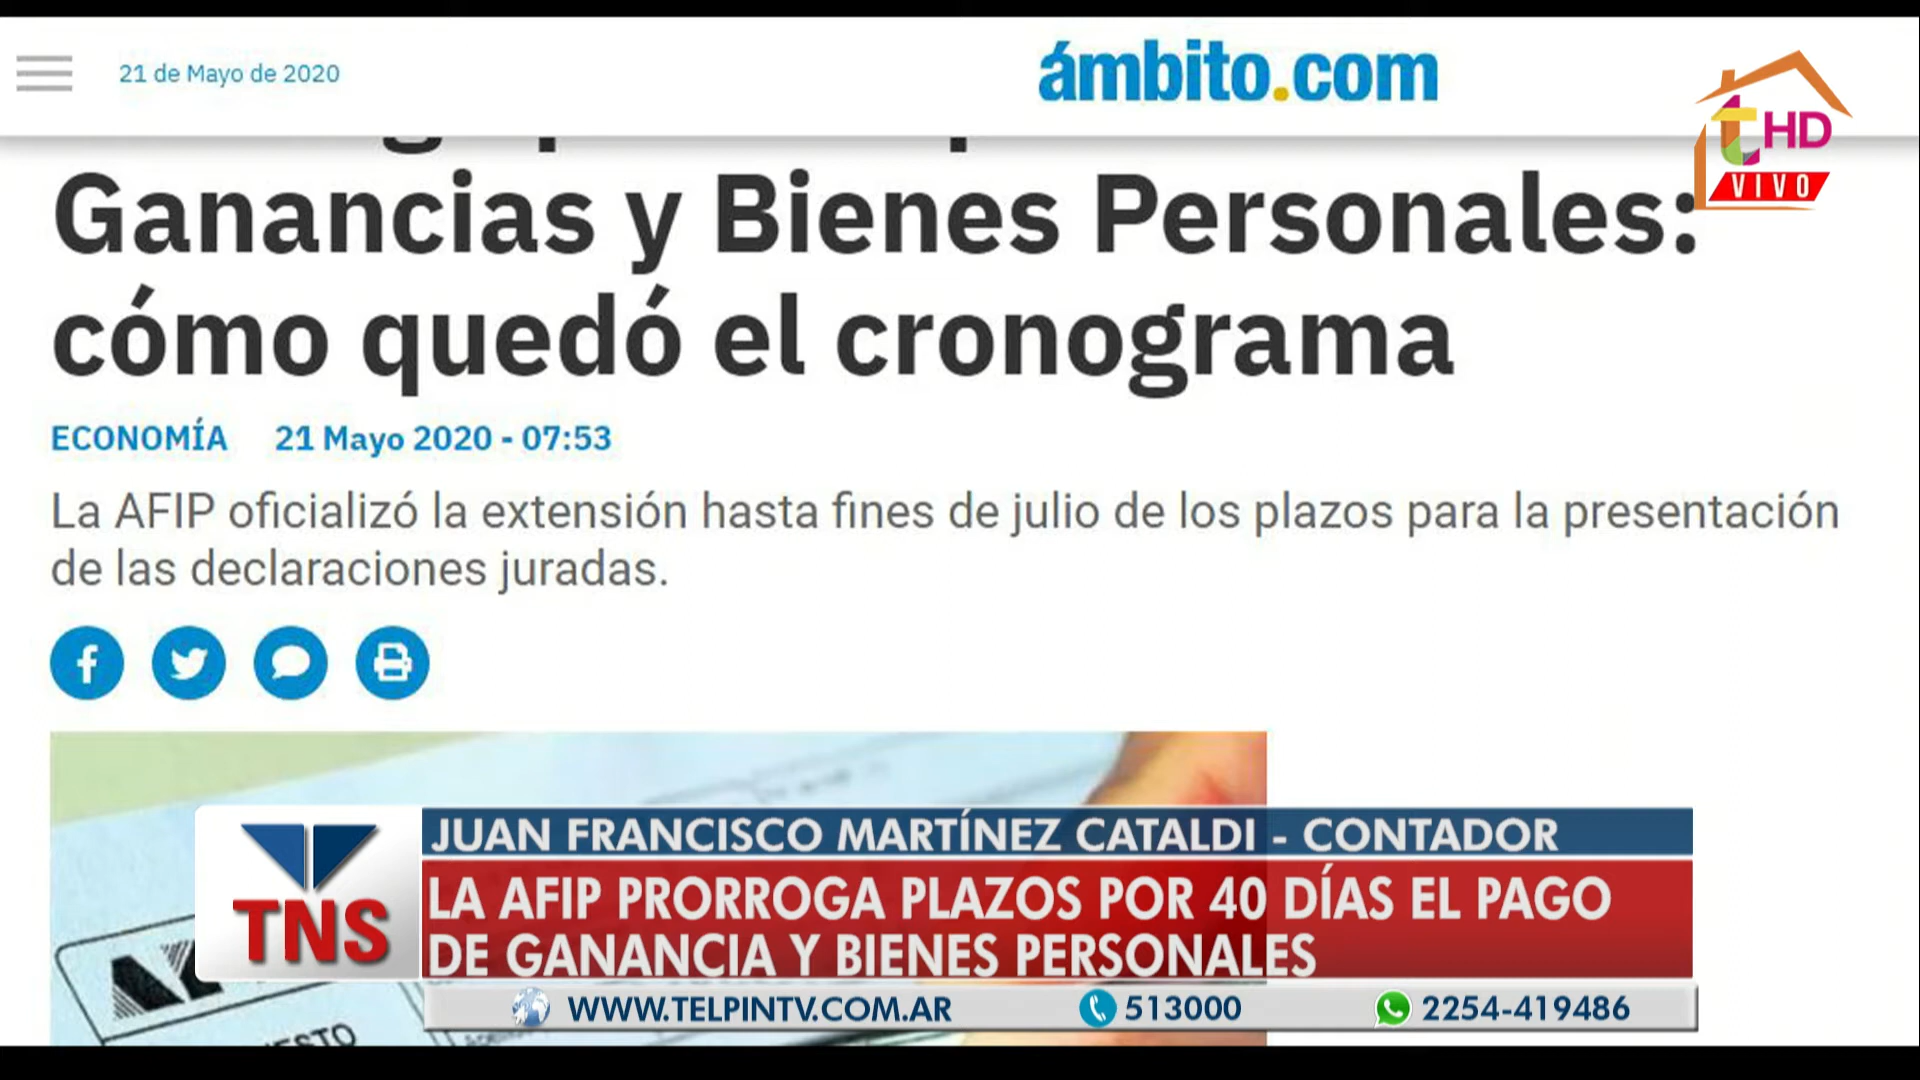 21 de Mayo de 2020
ámbito.com
t HD
VIVO
Ganancias y Bienes Personales:
cómo quedó el cronograma
ECONOMÍA 21 Mayo 2020 - 07:53
La AFIP oficializó la extensión hasta fines de julio de los plazos para la presentación
de las declaraciones juradas.
JUAN FRANCISCO MARTÍNEZ CATALDI - CONTADOR
TNS
LA AFIP PRORROGA PLAZOS POR 40 DÍAS EL PAGO
DE GANANCIA Y BIENES PERSONALES
WWW.TELPINTV.COM.AR 513000 2254-419486